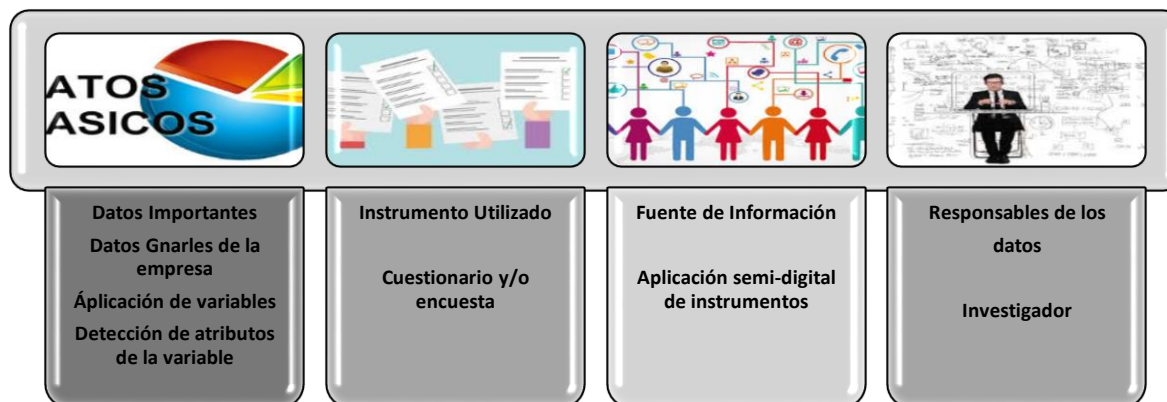 ATOS
ASICOS
Datos Importantes
Datos Gnarles de la
empresa
Áplicación de variables
Detección de atributos
de la variable
Instrumento Utilizado
Cuestionario y/o
encuesta
Fuente de Información
Aplicación semi-digital
de instrumentos
Responsables de los
datos
Investigador